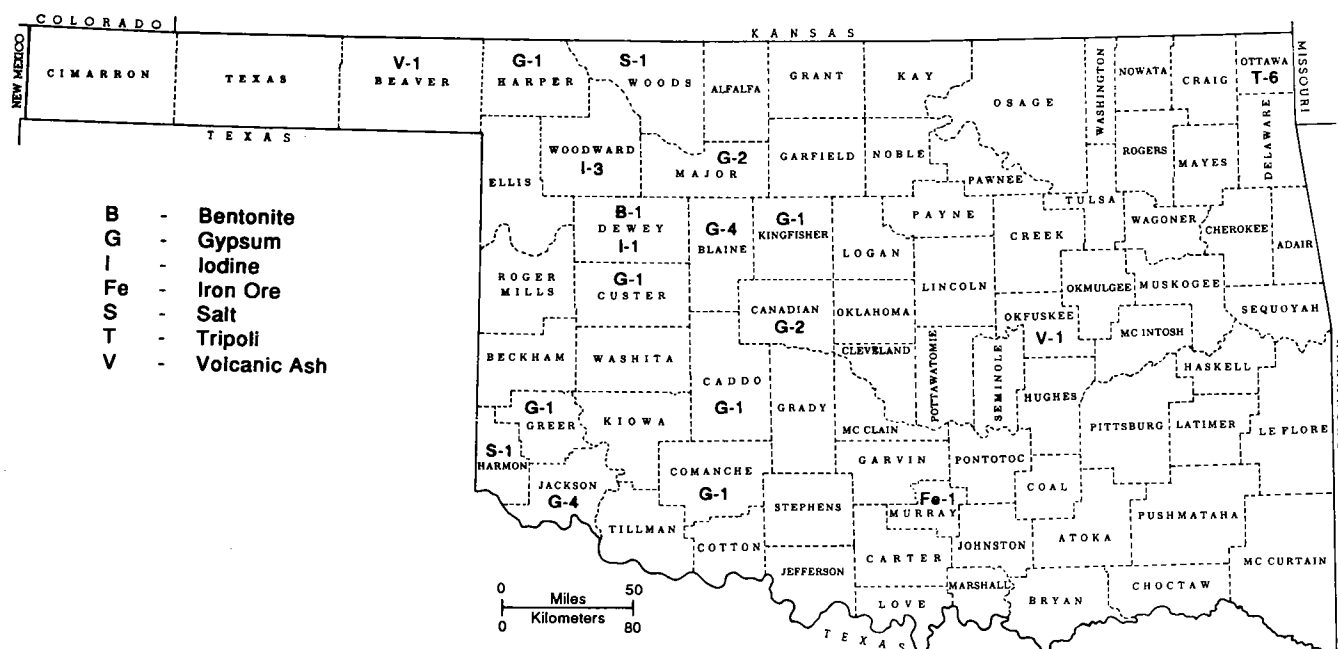 COLORADO
KANSAS
NEW MEXICO
MISSOURI
CIMARRON
TEXAS
V-1
BEAVER
G-1
HARPER
S-1
WOODS
ALFALFA
GRANT
KAY
OSAGE
WASHINGTON
NOWATA
CRAIG
OTTAWA
T-6
TEXAS
ELLIS
WOODWARD
I-3
G-2
MAJOR
GARFIELD
NOBLE
PAWNEE
ROGERS
MAYES
DELAWARE
B - Bentonite
G - Gypsum
I - Iodine
Fe - Iron Ore
S - Salt
T - Tripoli
V - Volcanic Ash
B-1
DEWEY
I-1
G-4
BLAINE
G-1
KINGFISHER
LOGAN
PAYNE
CREEK
TULSA
WAGONER
CHEROKEE
ADAIR
ROGER
MILLS
G-1
CUSTER
CANADIAN
G-2
OKLAHOMA
LINCOLN
OKFUSKEE
V-1
OKMULGEE
MUSKOGEE
MC INTOSH
SEQUOYAH
BECKHAM
WASHITA
CADDO
G-1
GRADY
CLEVELAND
MC CLAIN
POTTAWATOMIE
SEMINOLE
HUGHES
HASKELL
PITTSBURG
LATIMER
LE FLORE
G-1
GREER
KIOWA
S-1
HARMON
JACKSON
G-4
COMANCHE
G-1
GARVIN
PONTOTOC
COAL
STEPHENS
Fe-1
MURRAY
TILLMAN
COTTON
JEFFERSON
CARTER
JOHNSTON
ATOKA
PUSHMATAHA
MC CURTAIN
MARSHALL
LOVE
BRYAN
CHOCTAW
0 50
Miles
Kilometers
0 80
TEXAS